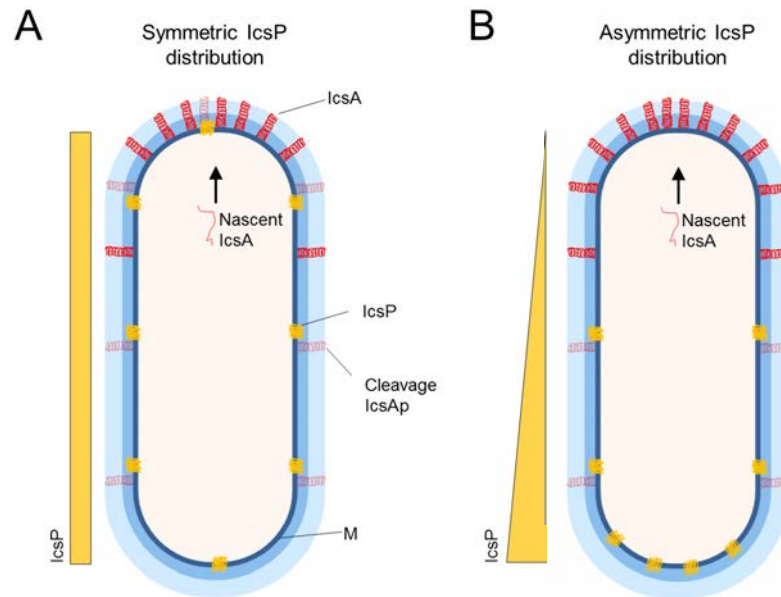 A
Symmetric IcsP
distribution
IcsA
Nascent
IcsA
IcsP
Cleavage
IcsAp
M
IcsP
B
Asymmetric IcsP
distribution
Nascent
IcsA
IcsP